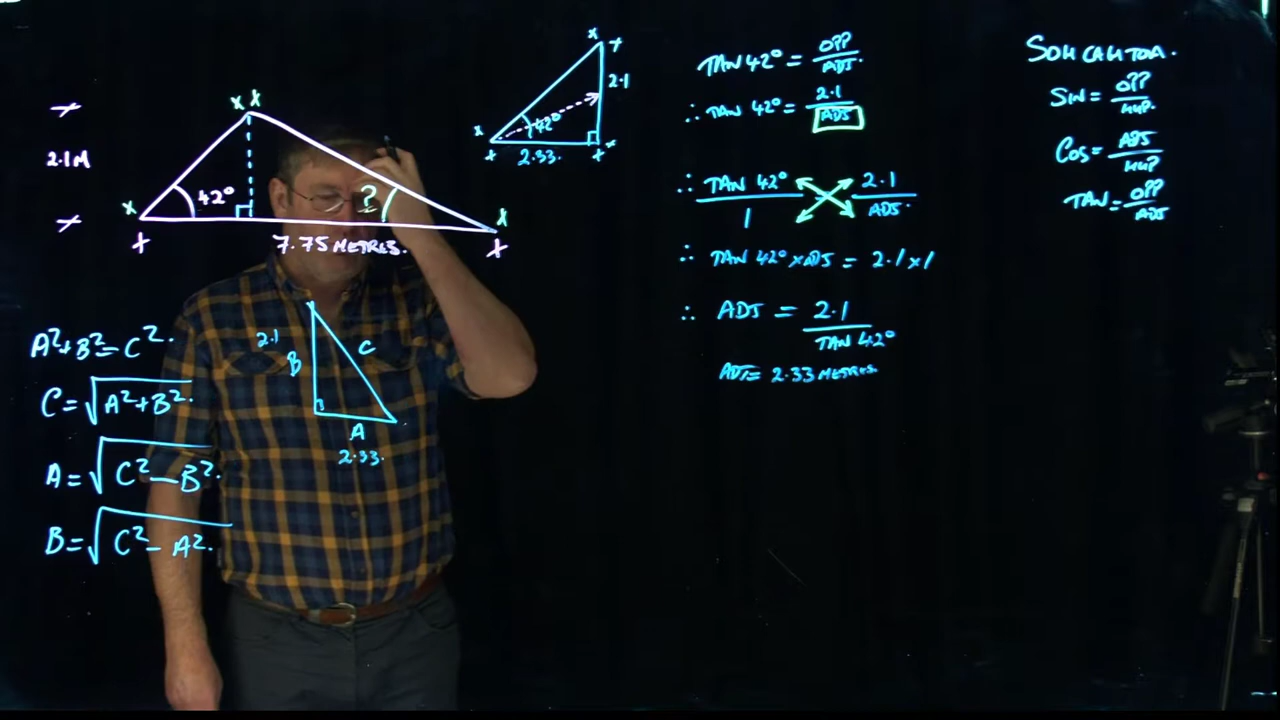 2.1M
42°
?
7.75 METRES.
x x
x
x
x
x
x
x
x
x
x
2.1
42°
2.33.
A²+B²=C².
C=√A²+B².
A=√C²-B².
B=√C²-A².
2.1
B
C
A
2.33.
TAN 42° = OPP/ADJ.
∴ TAN 42° = 2.1/ADJ
∴ TAN 42°/1 2.1/ADJ.
∴ TAN 42° x ADJ = 2.1 x 1
∴ ADJ = 2.1/TAN 42°
ADJ = 2.33 METRES.
SOH CAH TOA.
SIN = OPP/HYP.
COS = ADJ/HYP
TAN = OPP/ADJ